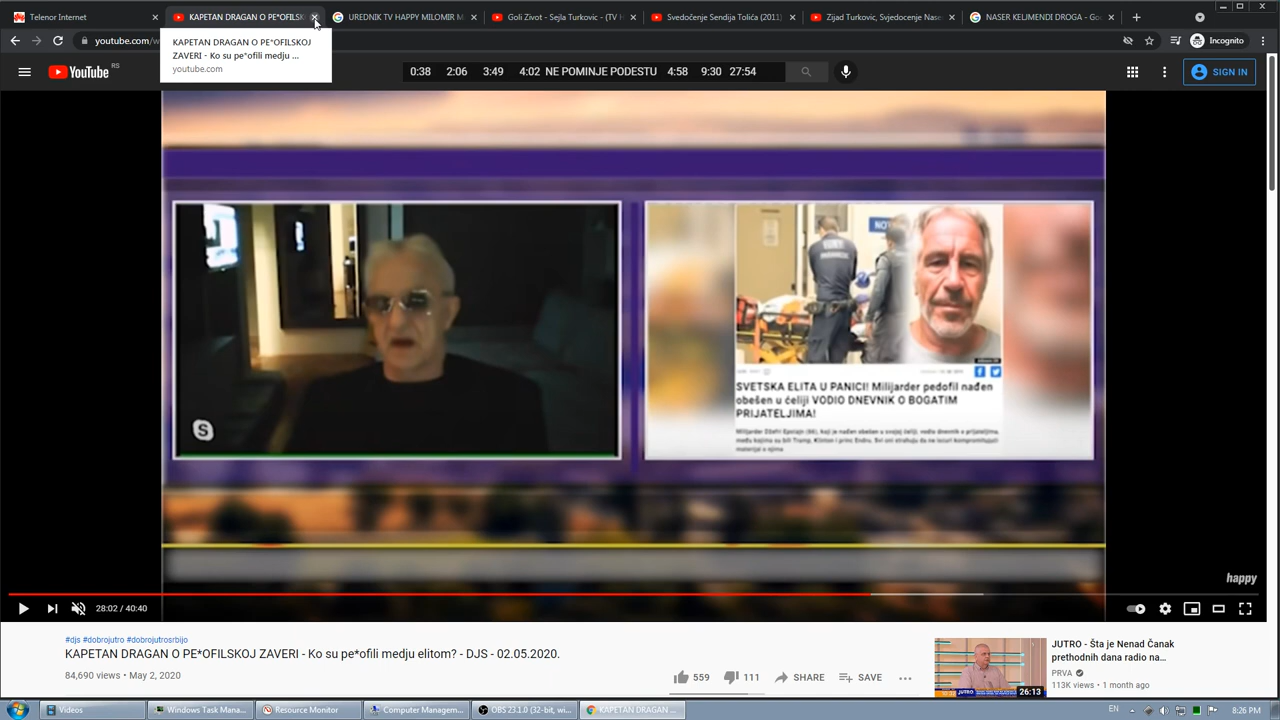 Telenor Internet
KAPETAN DRAGAN O PE*OFILSK
UREDNIK TV HAPPY MILOMIR M
Goli Zivot - Sejla Turkovic - (TV H
Svedočenje Seredija Tolića (2011)
Zijad Turkovic, Svjedocenje Nase
NASER KELIMENDI DROGA - Go
youtube.com/w
Incognito
KAPETAN DRAGAN O PE*OFILSKOJ
ZAVERI - Ko su pe*ofili medju ...
youtube.com
YouTube RS
0:38 2:06 3:49 4:02 NE POMINJE PODESTU 4:58 9:30 27:54
SIGN IN
SVETSKA ELITA U PANICI! Milijarder pedofil nađen
obešen u ćeliji VODIO DNEVNIK O BOGATIM
PRIJATELJIMA!
happy
28:02 / 40:40
#djs #dobrojutro #dobrojutrosrbijo
KAPETAN DRAGAN O PE*OFILSKOJ ZAVERI - Ko su pe*ofili medju elitom? - DJS - 02.05.2020.
84,690 views • May 2, 2020
559
111
SHARE
SAVE
JUTRO
26:13
JUTRO - Šta je Nenad Čanak
prethodnih dana radio na...
PRVA
113K views • 1 month ago
Videos
Windows Task Mana...
Resource Monitor
Computer Managem...
OBS 23.1.0 (32-bit, wi...
KAPETAN DRAGAN ...
EN
8:26 PM